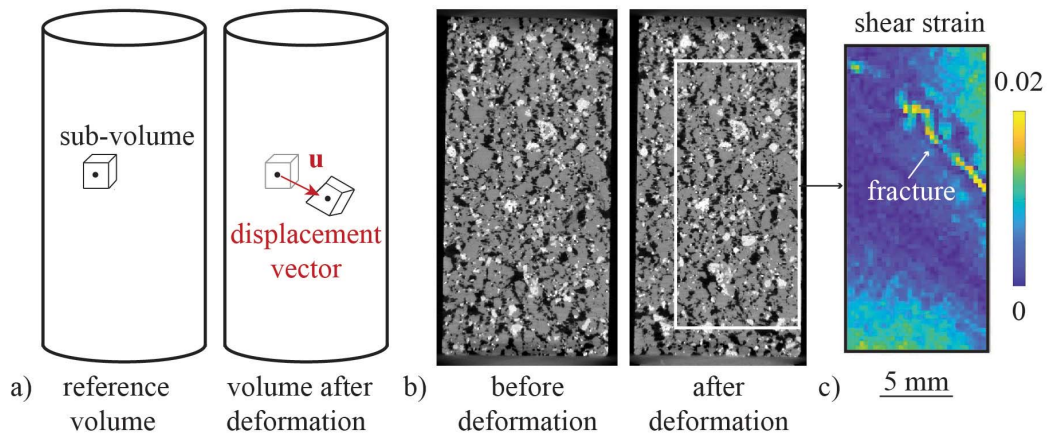 sub-volume
u
displacement
vector
a) reference
volume
volume after
deformation
b) before
deformation
after
deformation
shear strain
0.02
0
fracture
c) 5 mm